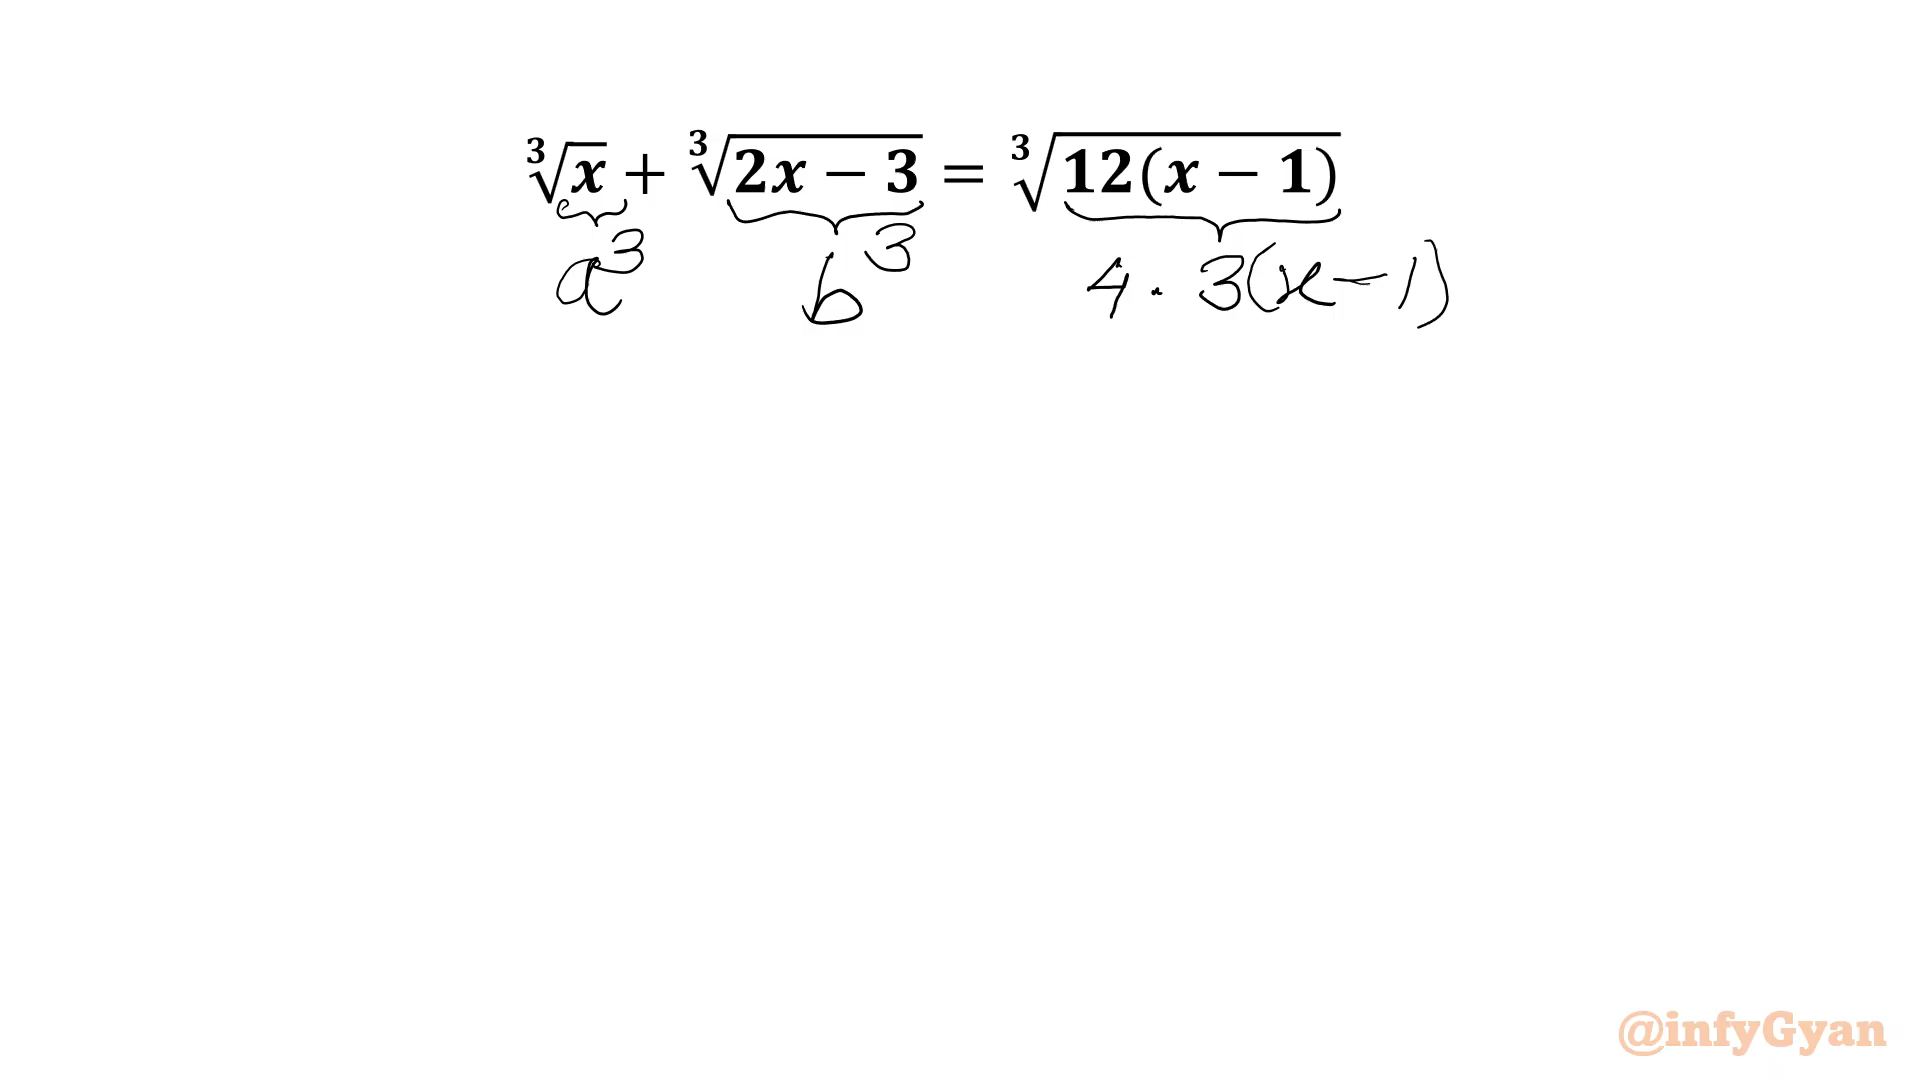 ∛x + ∛(2x − 3) = ∛(12(x − 1))
a³ b³ 4 · 3(x − 1)
@infyGyan